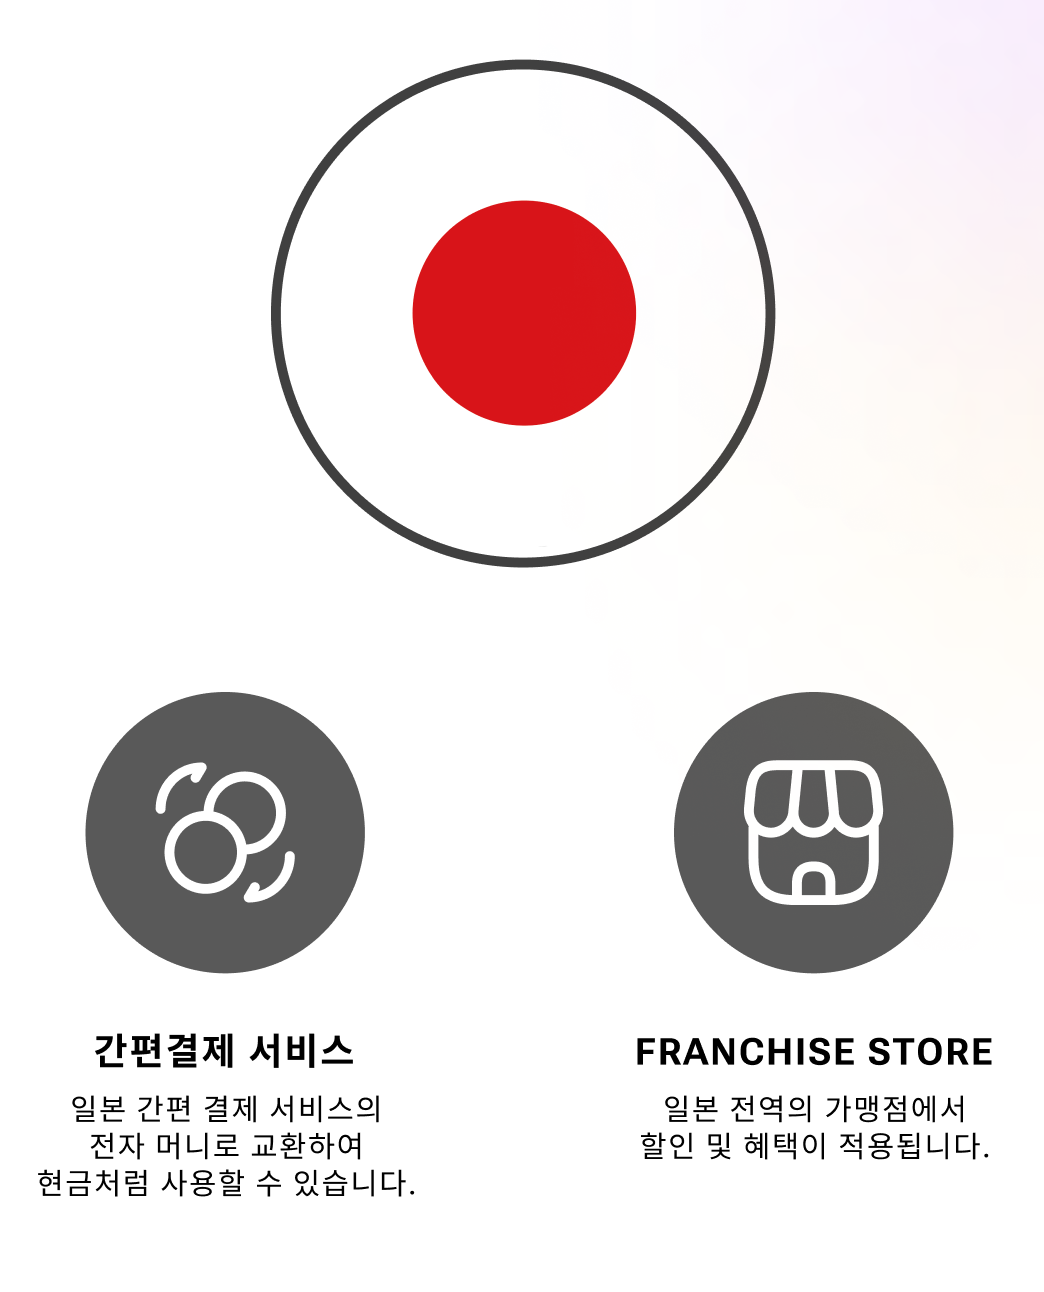 간편결제 서비스
일본 간편 결제 서비스의
전자 머니로 교환하여
현금처럼 사용할 수 있습니다.
FRANCHISE STORE
일본 전역의 가맹점에서
할인 및 혜택이 적용됩니다.